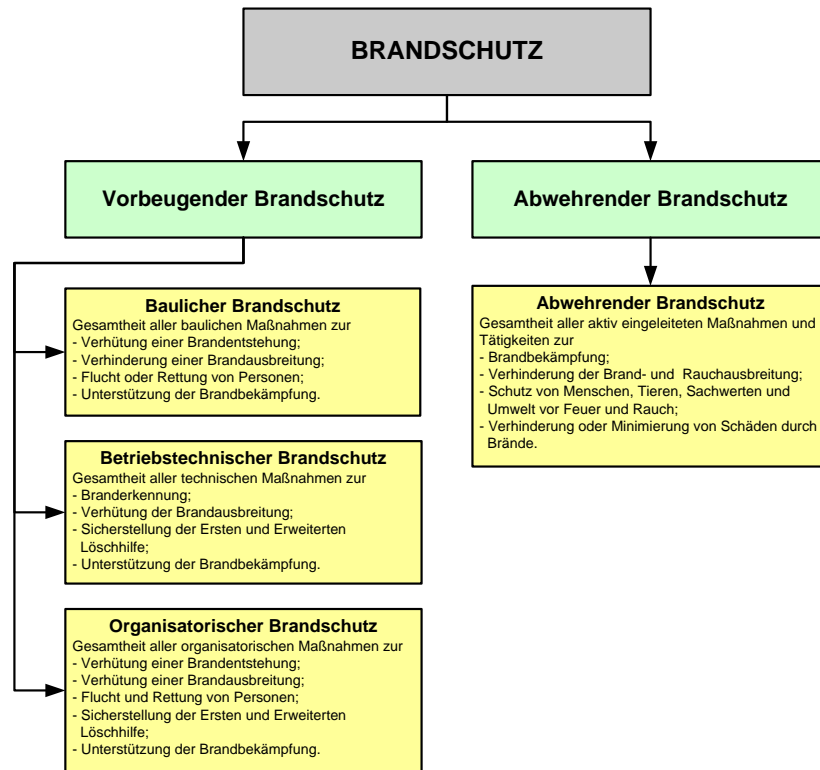 BRANDSCHUTZ
Vorbeugender Brandschutz
Abwehrender Brandschutz
Baulicher Brandschutz
Gesamtheit aller baulichen Maßnahmen zur
- Verhütung einer Brandentstehung;
- Verhinderung einer Brandausbreitung;
- Flucht oder Rettung von Personen;
- Unterstützung der Brandbekämpfung.
Abwehrender Brandschutz
Gesamtheit aller aktiv eingeleiteten Maßnahmen und
Tätigkeiten zur
- Brandbekämpfung;
- Verhinderung der Brand- und Rauchausbreitung;
- Schutz von Menschen, Tieren, Sachwerten und
Umwelt vor Feuer und Rauch;
- Verhinderung oder Minimierung von Schäden durch
Brände.
Betriebstechnischer Brandschutz
Gesamtheit aller technischen Maßnahmen zur
- Branderkennung;
- Verhütung der Brandausbreitung;
- Sicherstellung der Ersten und Erweiterten
Löschhilfe;
- Unterstützung der Brandbekämpfung.
Organisatorischer Brandschutz
Gesamtheit aller organisatorischen Maßnahmen zur
- Verhütung einer Brandentstehung;
- Verhütung einer Brandausbreitung;
- Flucht und Rettung von Personen;
- Sicherstellung der Ersten und Erweiterten
Löschhilfe;
- Unterstützung der Brandbekämpfung.